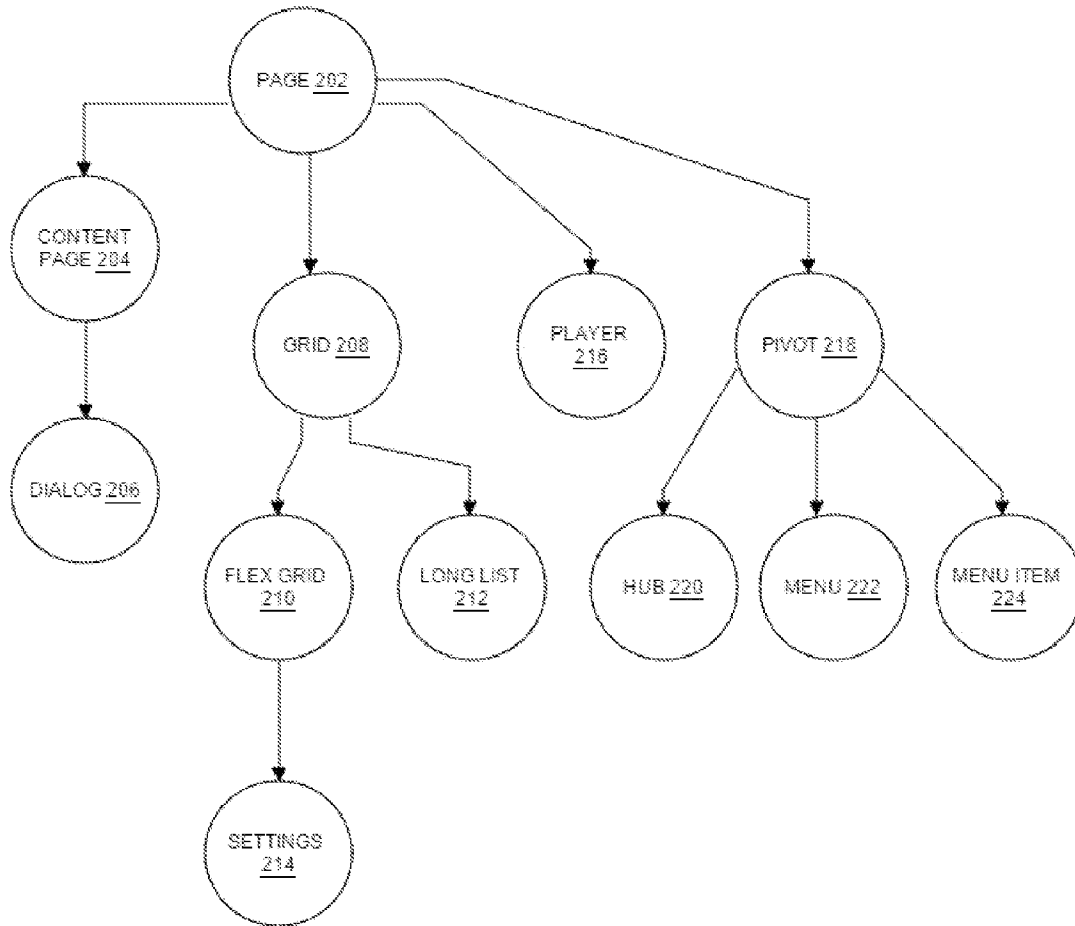 PAGE 202
CONTENT
PAGE 204
GRID 208
PLAYER
216
PIVOT 218
DIALOG 206
FLEX GRID
210
LONG LIST
212
HUB 220
MENU 222
MENU ITEM
224
SETTINGS
214